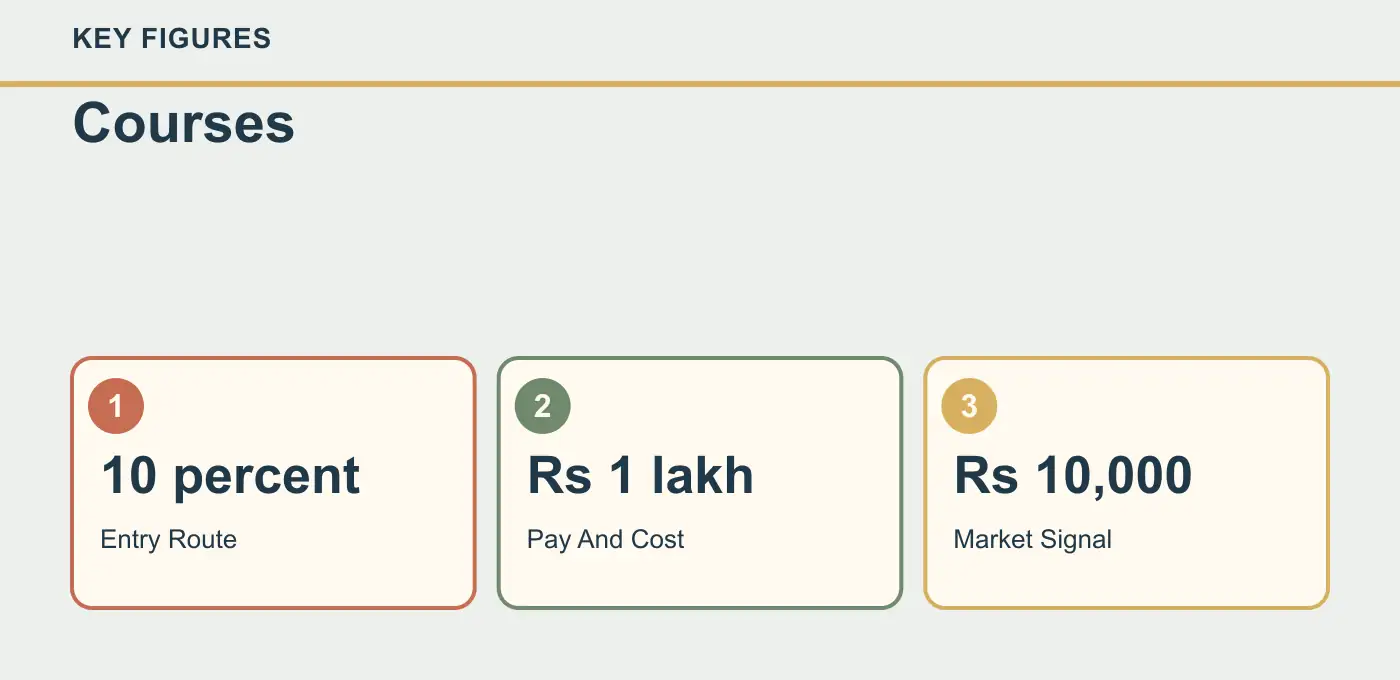 KEY FIGURES
Courses
1
10 percent
Entry Route
2
Rs 1 lakh
Pay And Cost
3
Rs 10,000
Market Signal